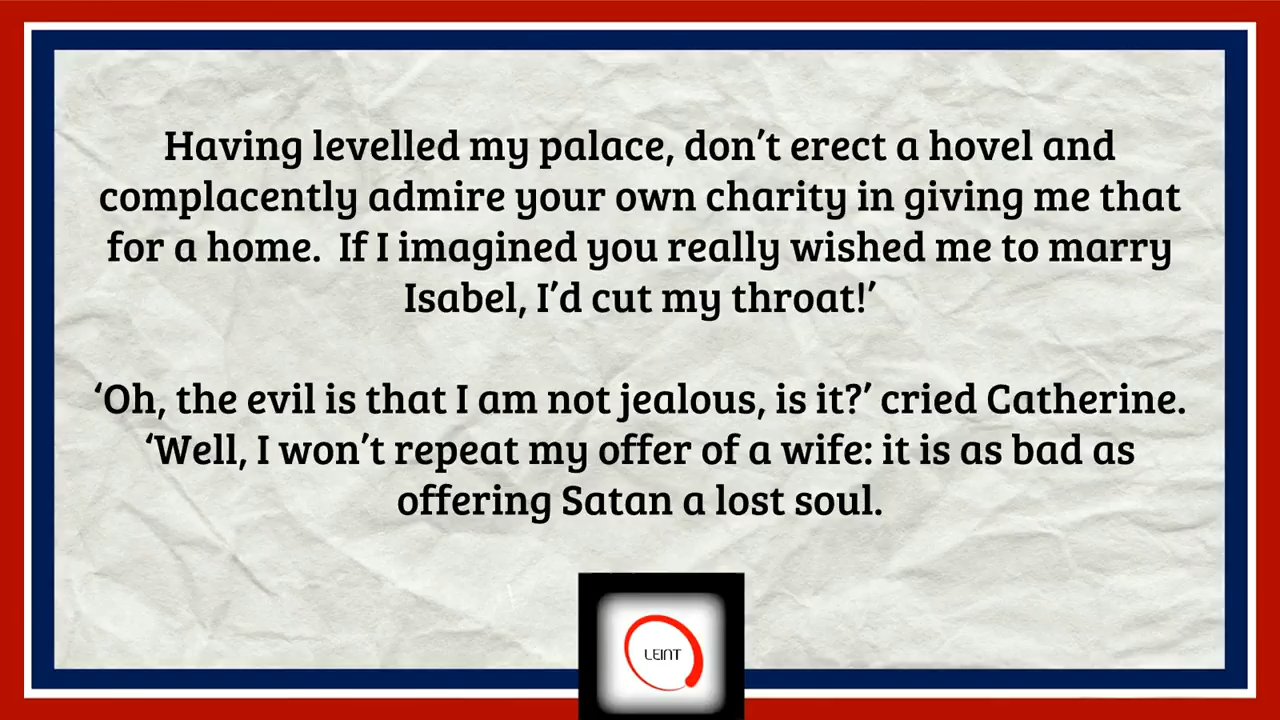 Having levelled my palace, don’t erect a hovel and
complacently admire your own charity in giving me that
for a home.  If I imagined you really wished me to marry
Isabel, I’d cut my throat!’
‘Oh, the evil is that I am not jealous, is it?’ cried Catherine.
‘Well, I won’t repeat my offer of a wife: it is as bad as
offering Satan a lost soul.
LEINT